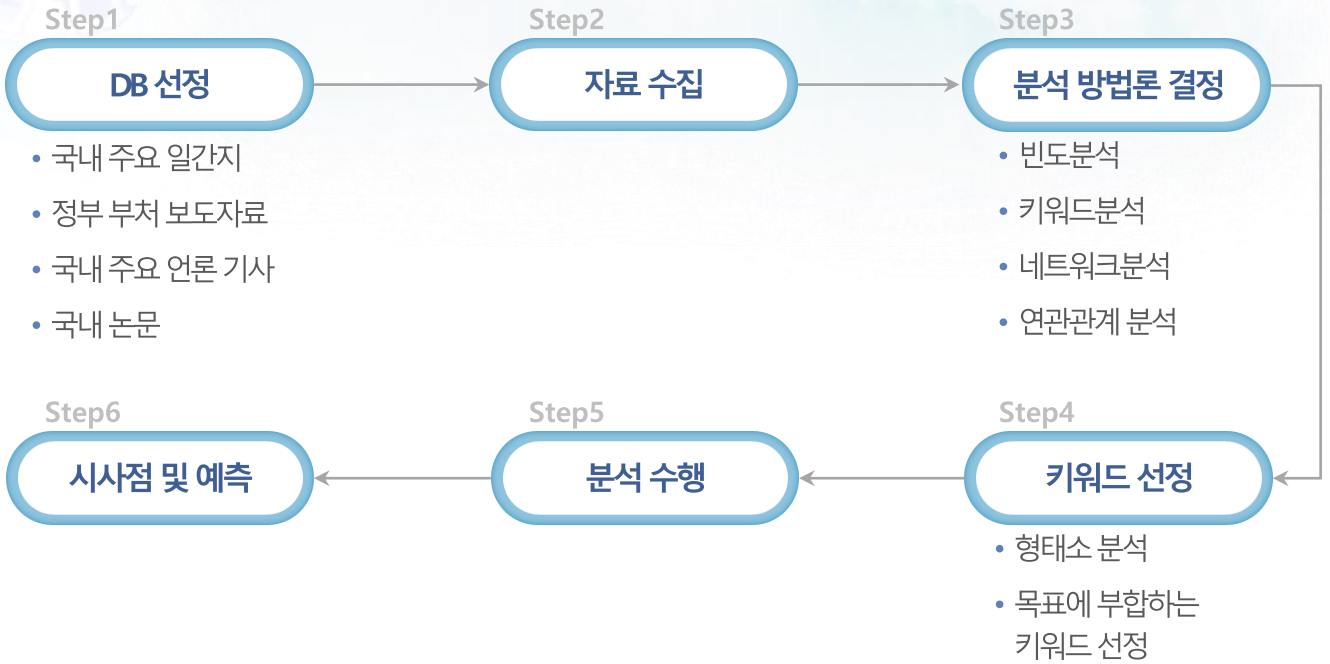 Step1
DB 선정
• 국내 주요 일간지
• 정부 부처 보도자료
• 국내 주요 언론 기사
• 국내 논문
Step2
자료 수집
Step3
분석 방법론 결정
• 빈도분석
• 키워드분석
• 네트워크분석
• 연관관계 분석
Step4
키워드 선정
• 형태소 분석
• 목표에 부합하는
키워드 선정
Step5
분석 수행
Step6
시사점 및 예측